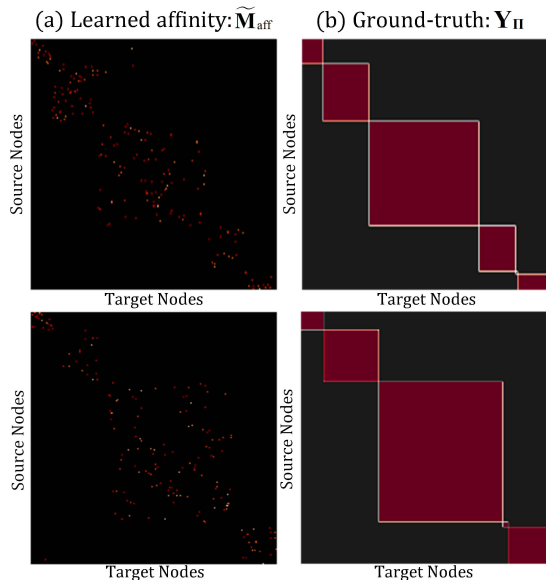 (a) Learned affinity: M̃aff (b) Ground-truth: YΠ
Source Nodes Source Nodes
Target Nodes Target Nodes
Source Nodes Source Nodes
Target Nodes Target Nodes